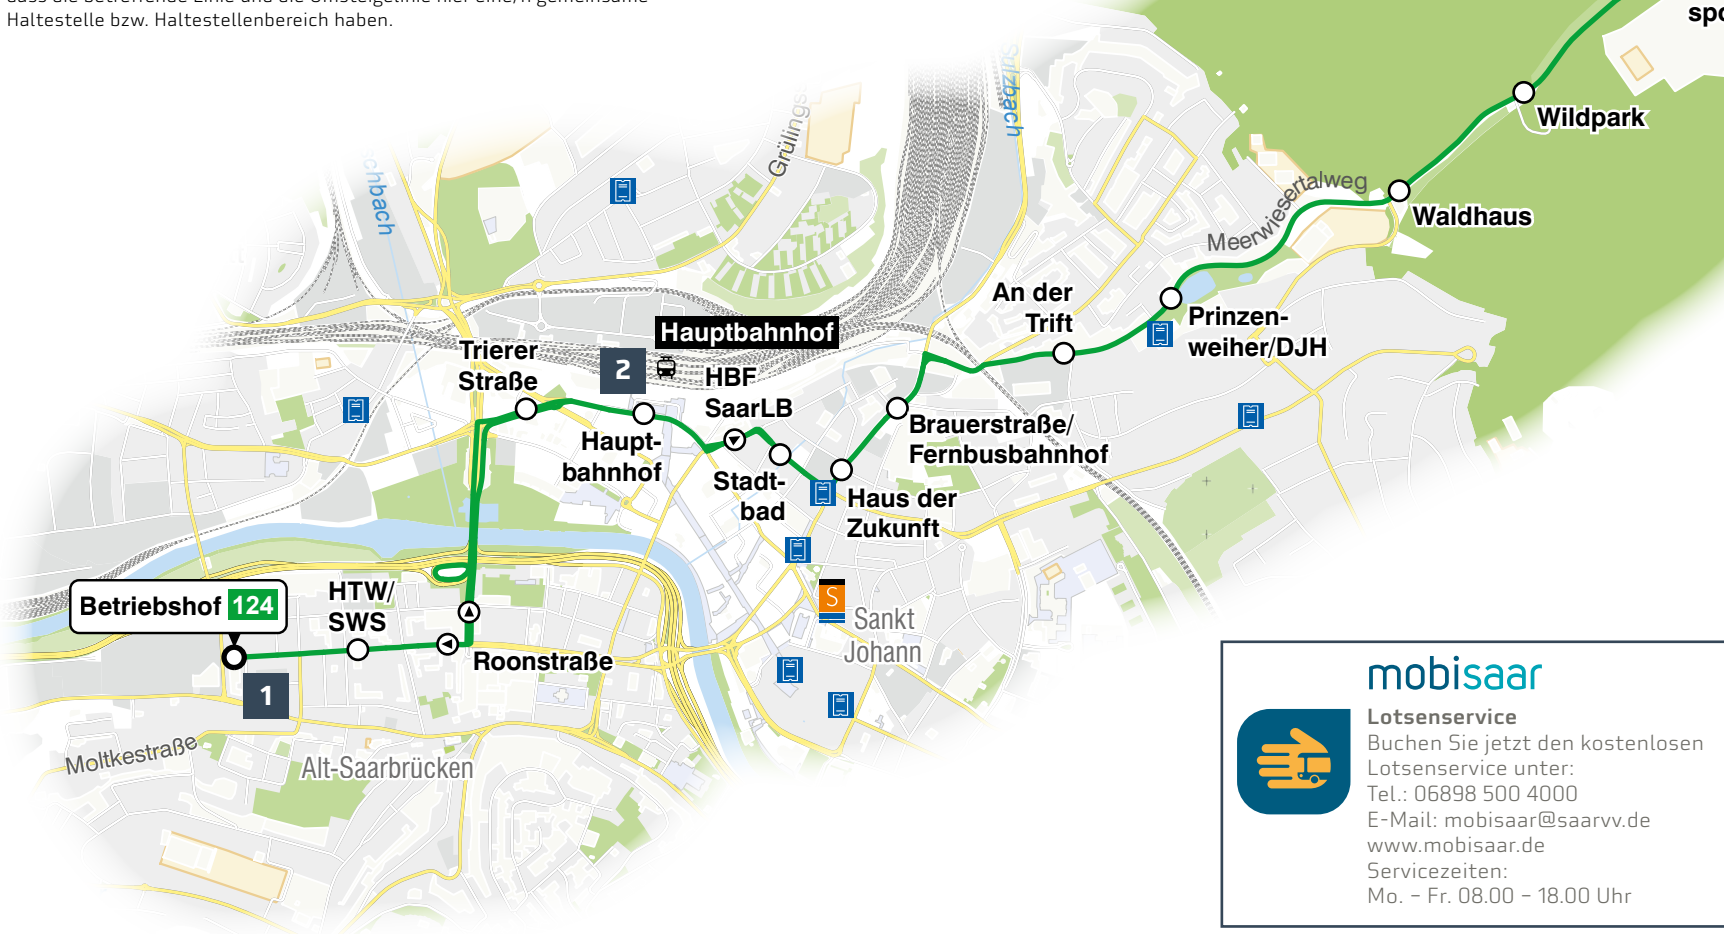 Haltestelle bzw. Haltestellenbereich haben.
Wildpark
Waldhaus
Meerwiesertalweg
Sulzbach
An der
Trift
Prinzen-
weiher/DJH
Hauptbahnhof
2
HBF
SaarLB
Trierer
Straße
Haupt-
bahnhof
Stadt-
bad
Brauerstraße/
Fernbusbahnhof
Haus der
Zukunft
HTW/
SWS
Betriebshof 124
Roonstraße
1
S
Sankt
Johann
Moltkestraße
Alt-Saarbrücken
mobisaar
Lotsenservice
Buchen Sie jetzt den kostenlosen
Lotsenservice unter:
Tel.: 06898 500 4000
E-Mail: mobisaar@saarvv.de
www.mobisaar.de
Servicezeiten:
Mo. – Fr. 08.00 – 18.00 Uhr